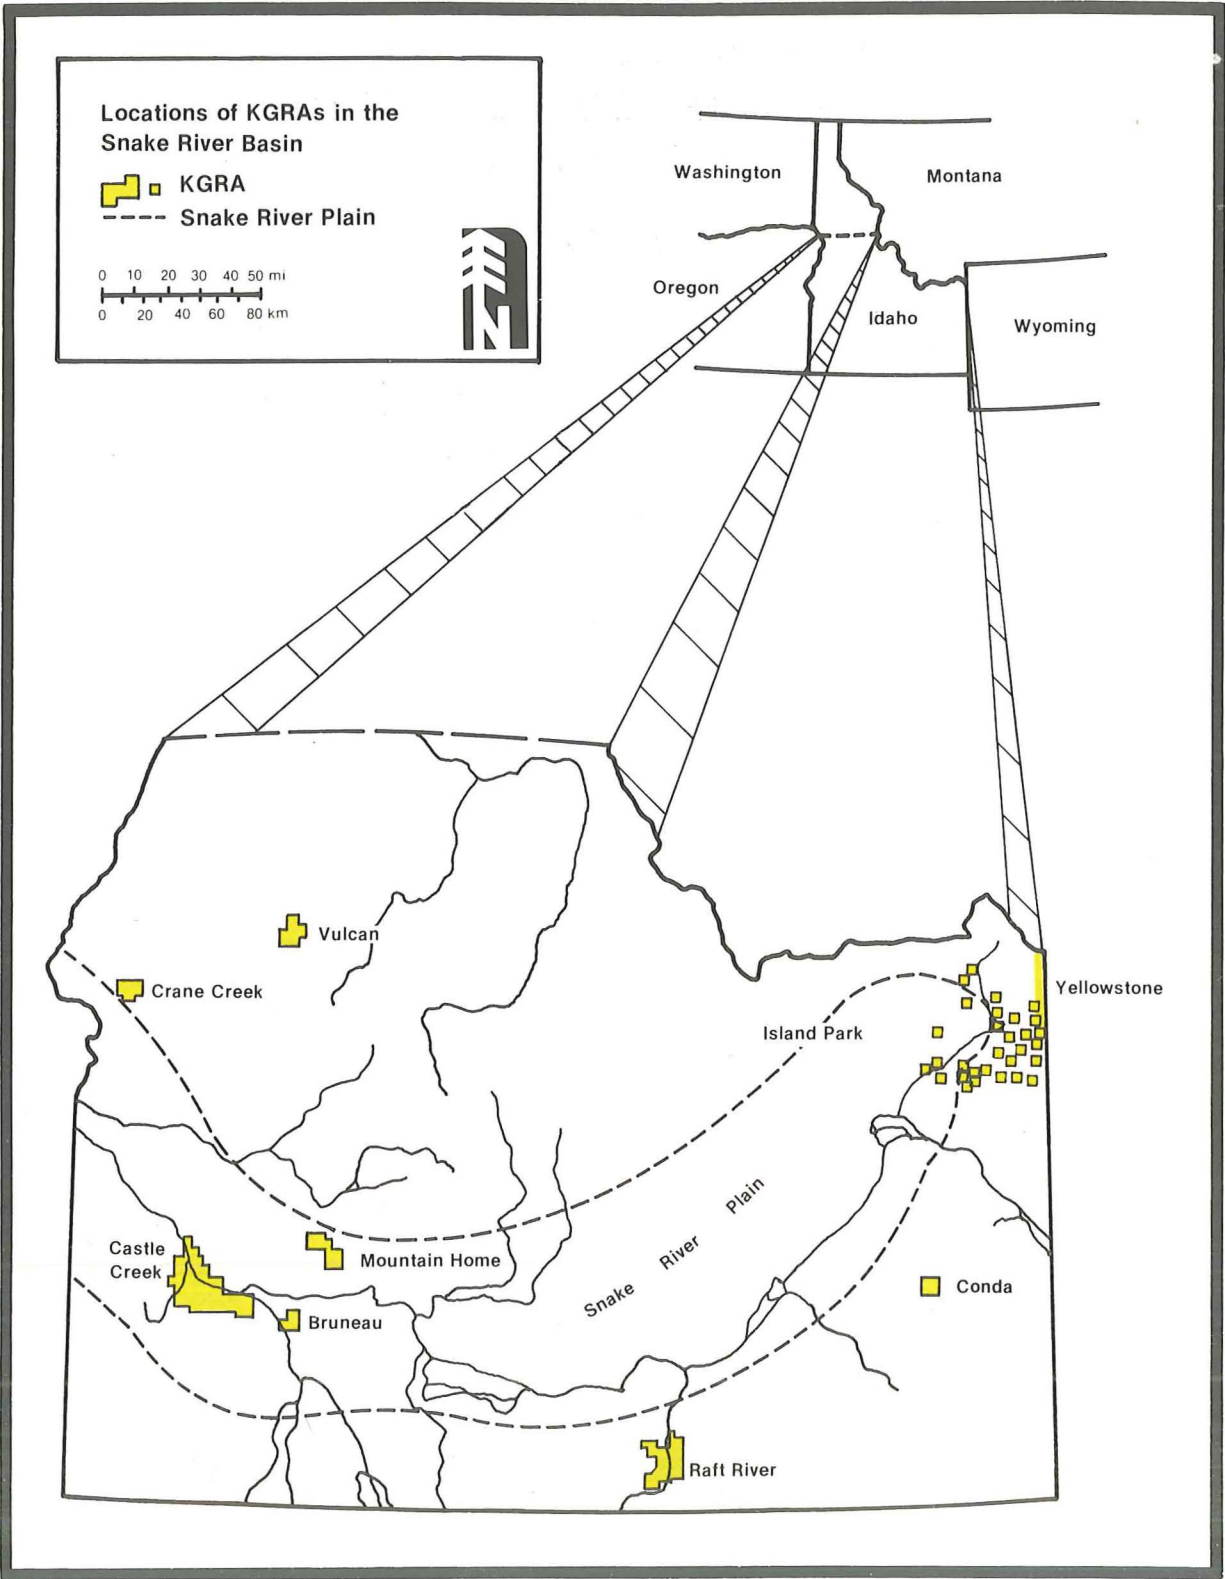 Locations of KGRAs in the
Snake River Basin
KGRA
Snake River Plain
0 10 20 30 40 50 mi
0 20 40 60 80 km
Washington
Montana
Oregon
Idaho
Wyoming
Vulcan
Crane Creek
Yellowstone
Island Park
Snake River Plain
Castle
Creek
Mountain Home
Conda
Bruneau
Raft River